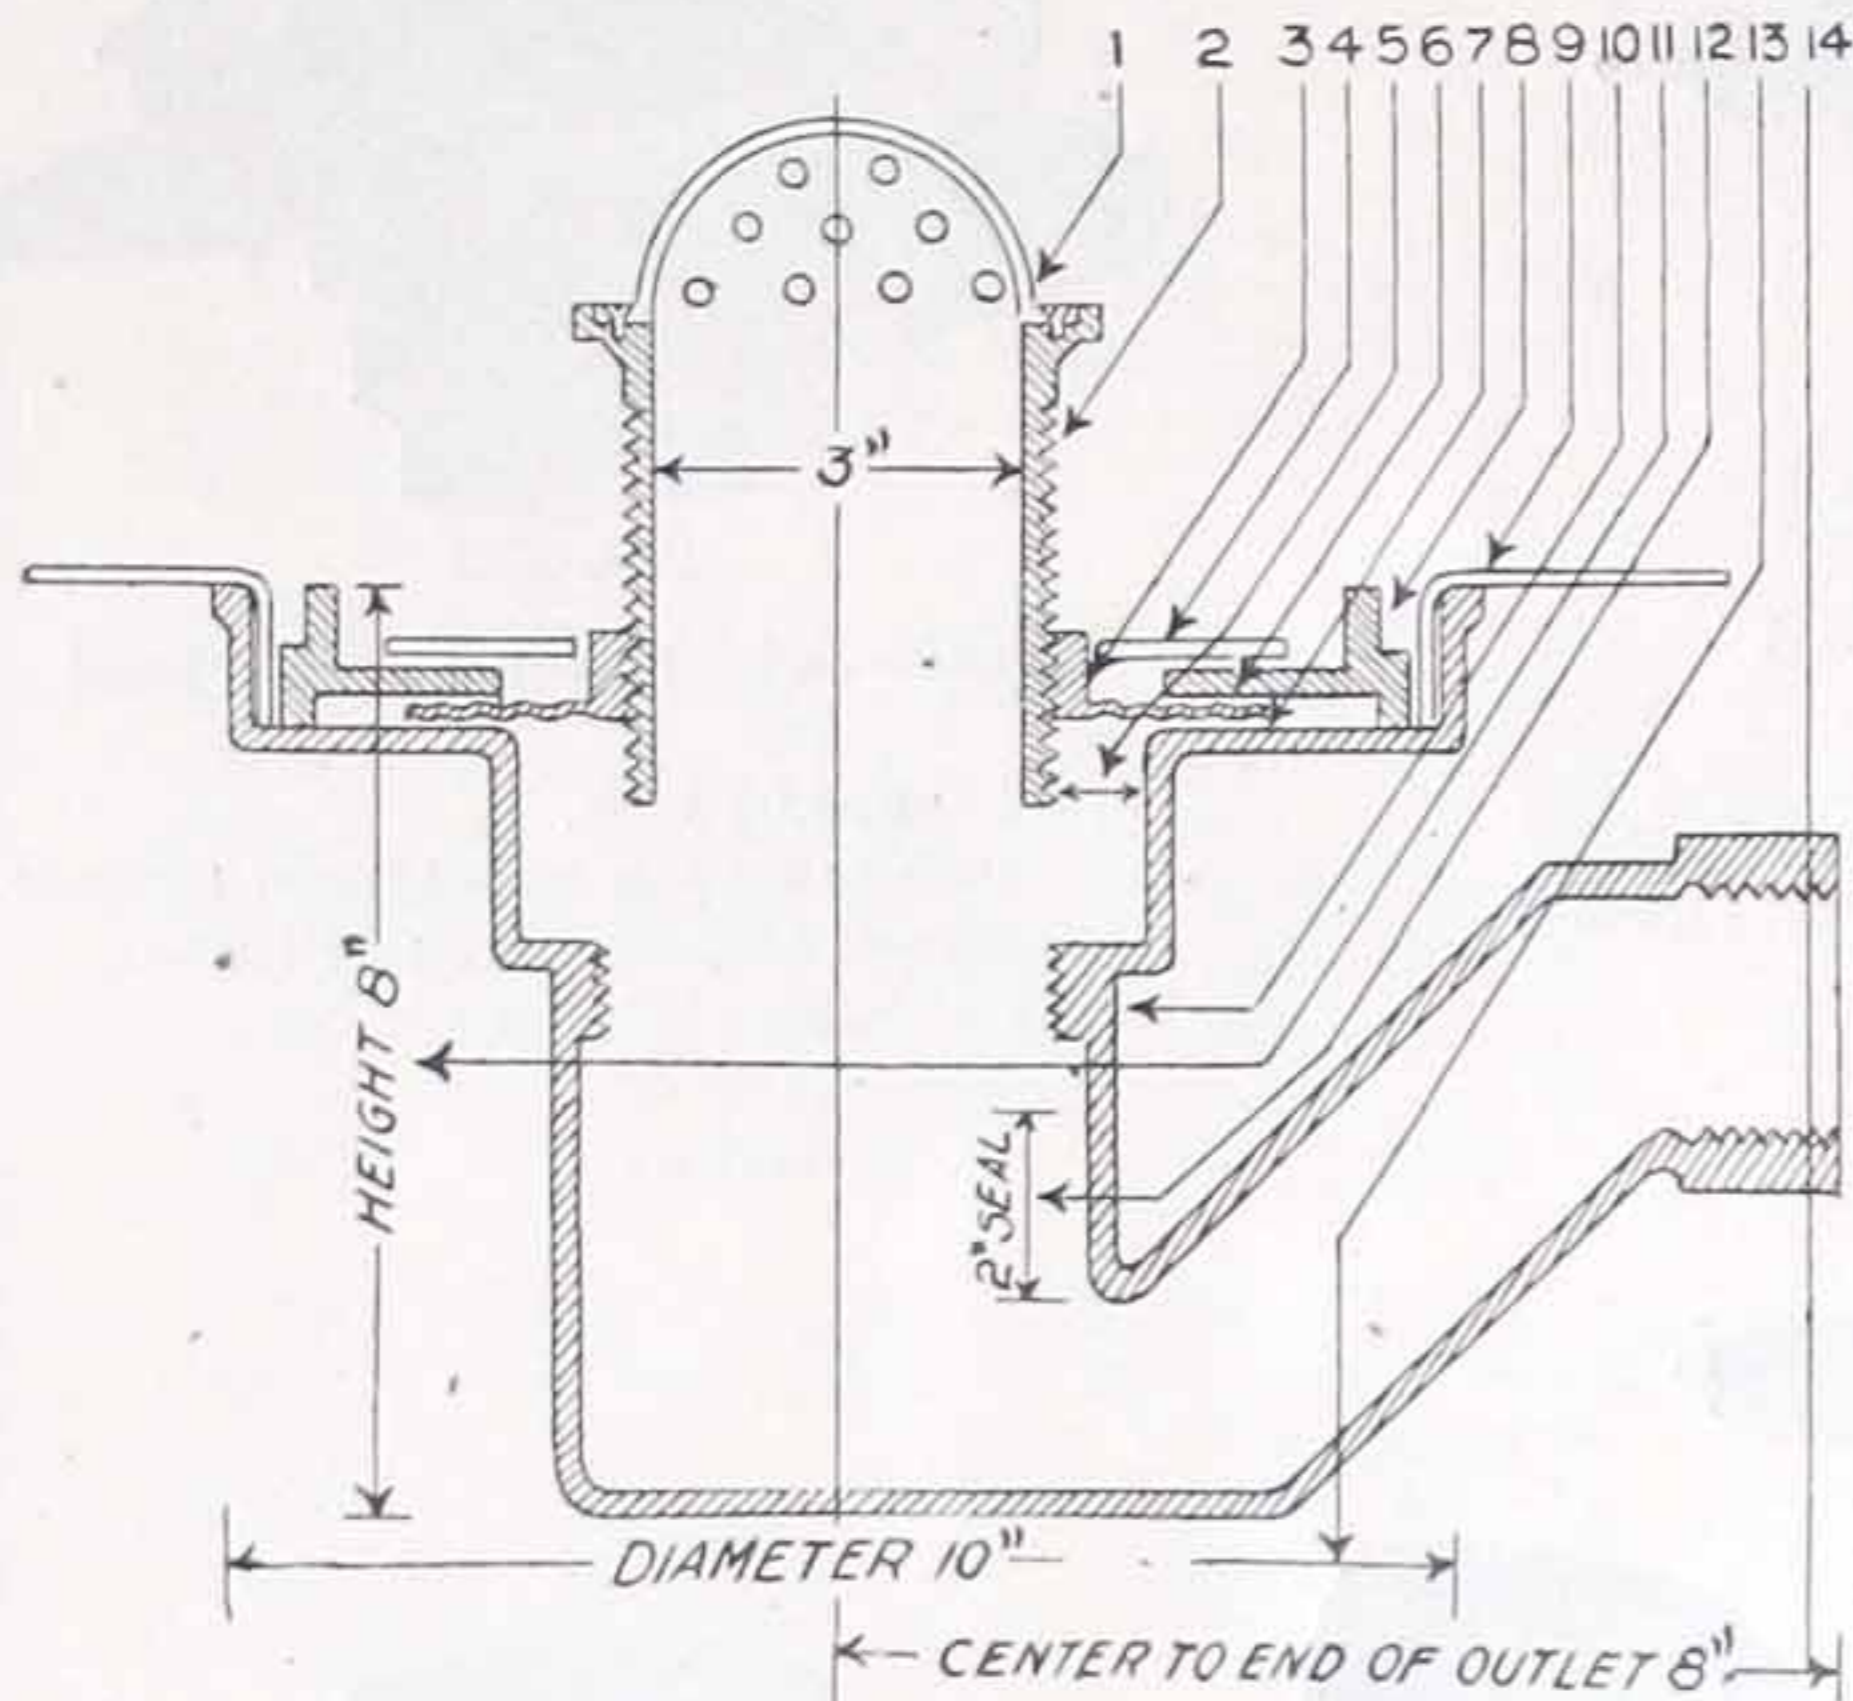 1 2 3 4 5 6 7 8 9 10 11 12 13 14
3"
HEIGHT 8"
2" SEAL
DIAMETER 10"
CENTER TO END OF OUTLET 8"